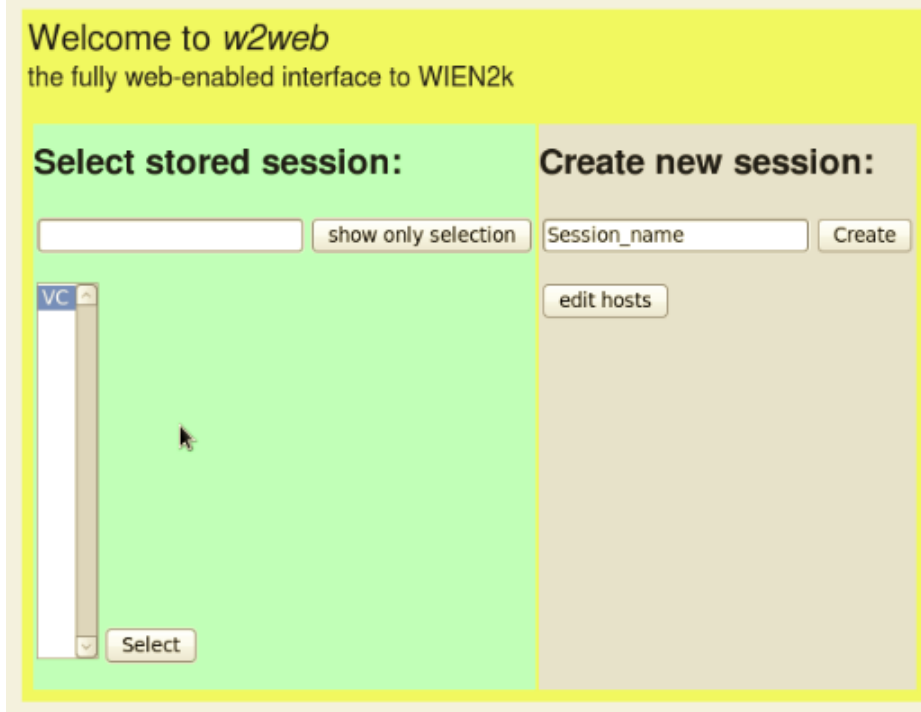 Welcome to w2web
the fully web-enabled interface to WIEN2k
Select stored session:
show only selection
VC
Select
Create new session:
Session_name
Create
edit hosts